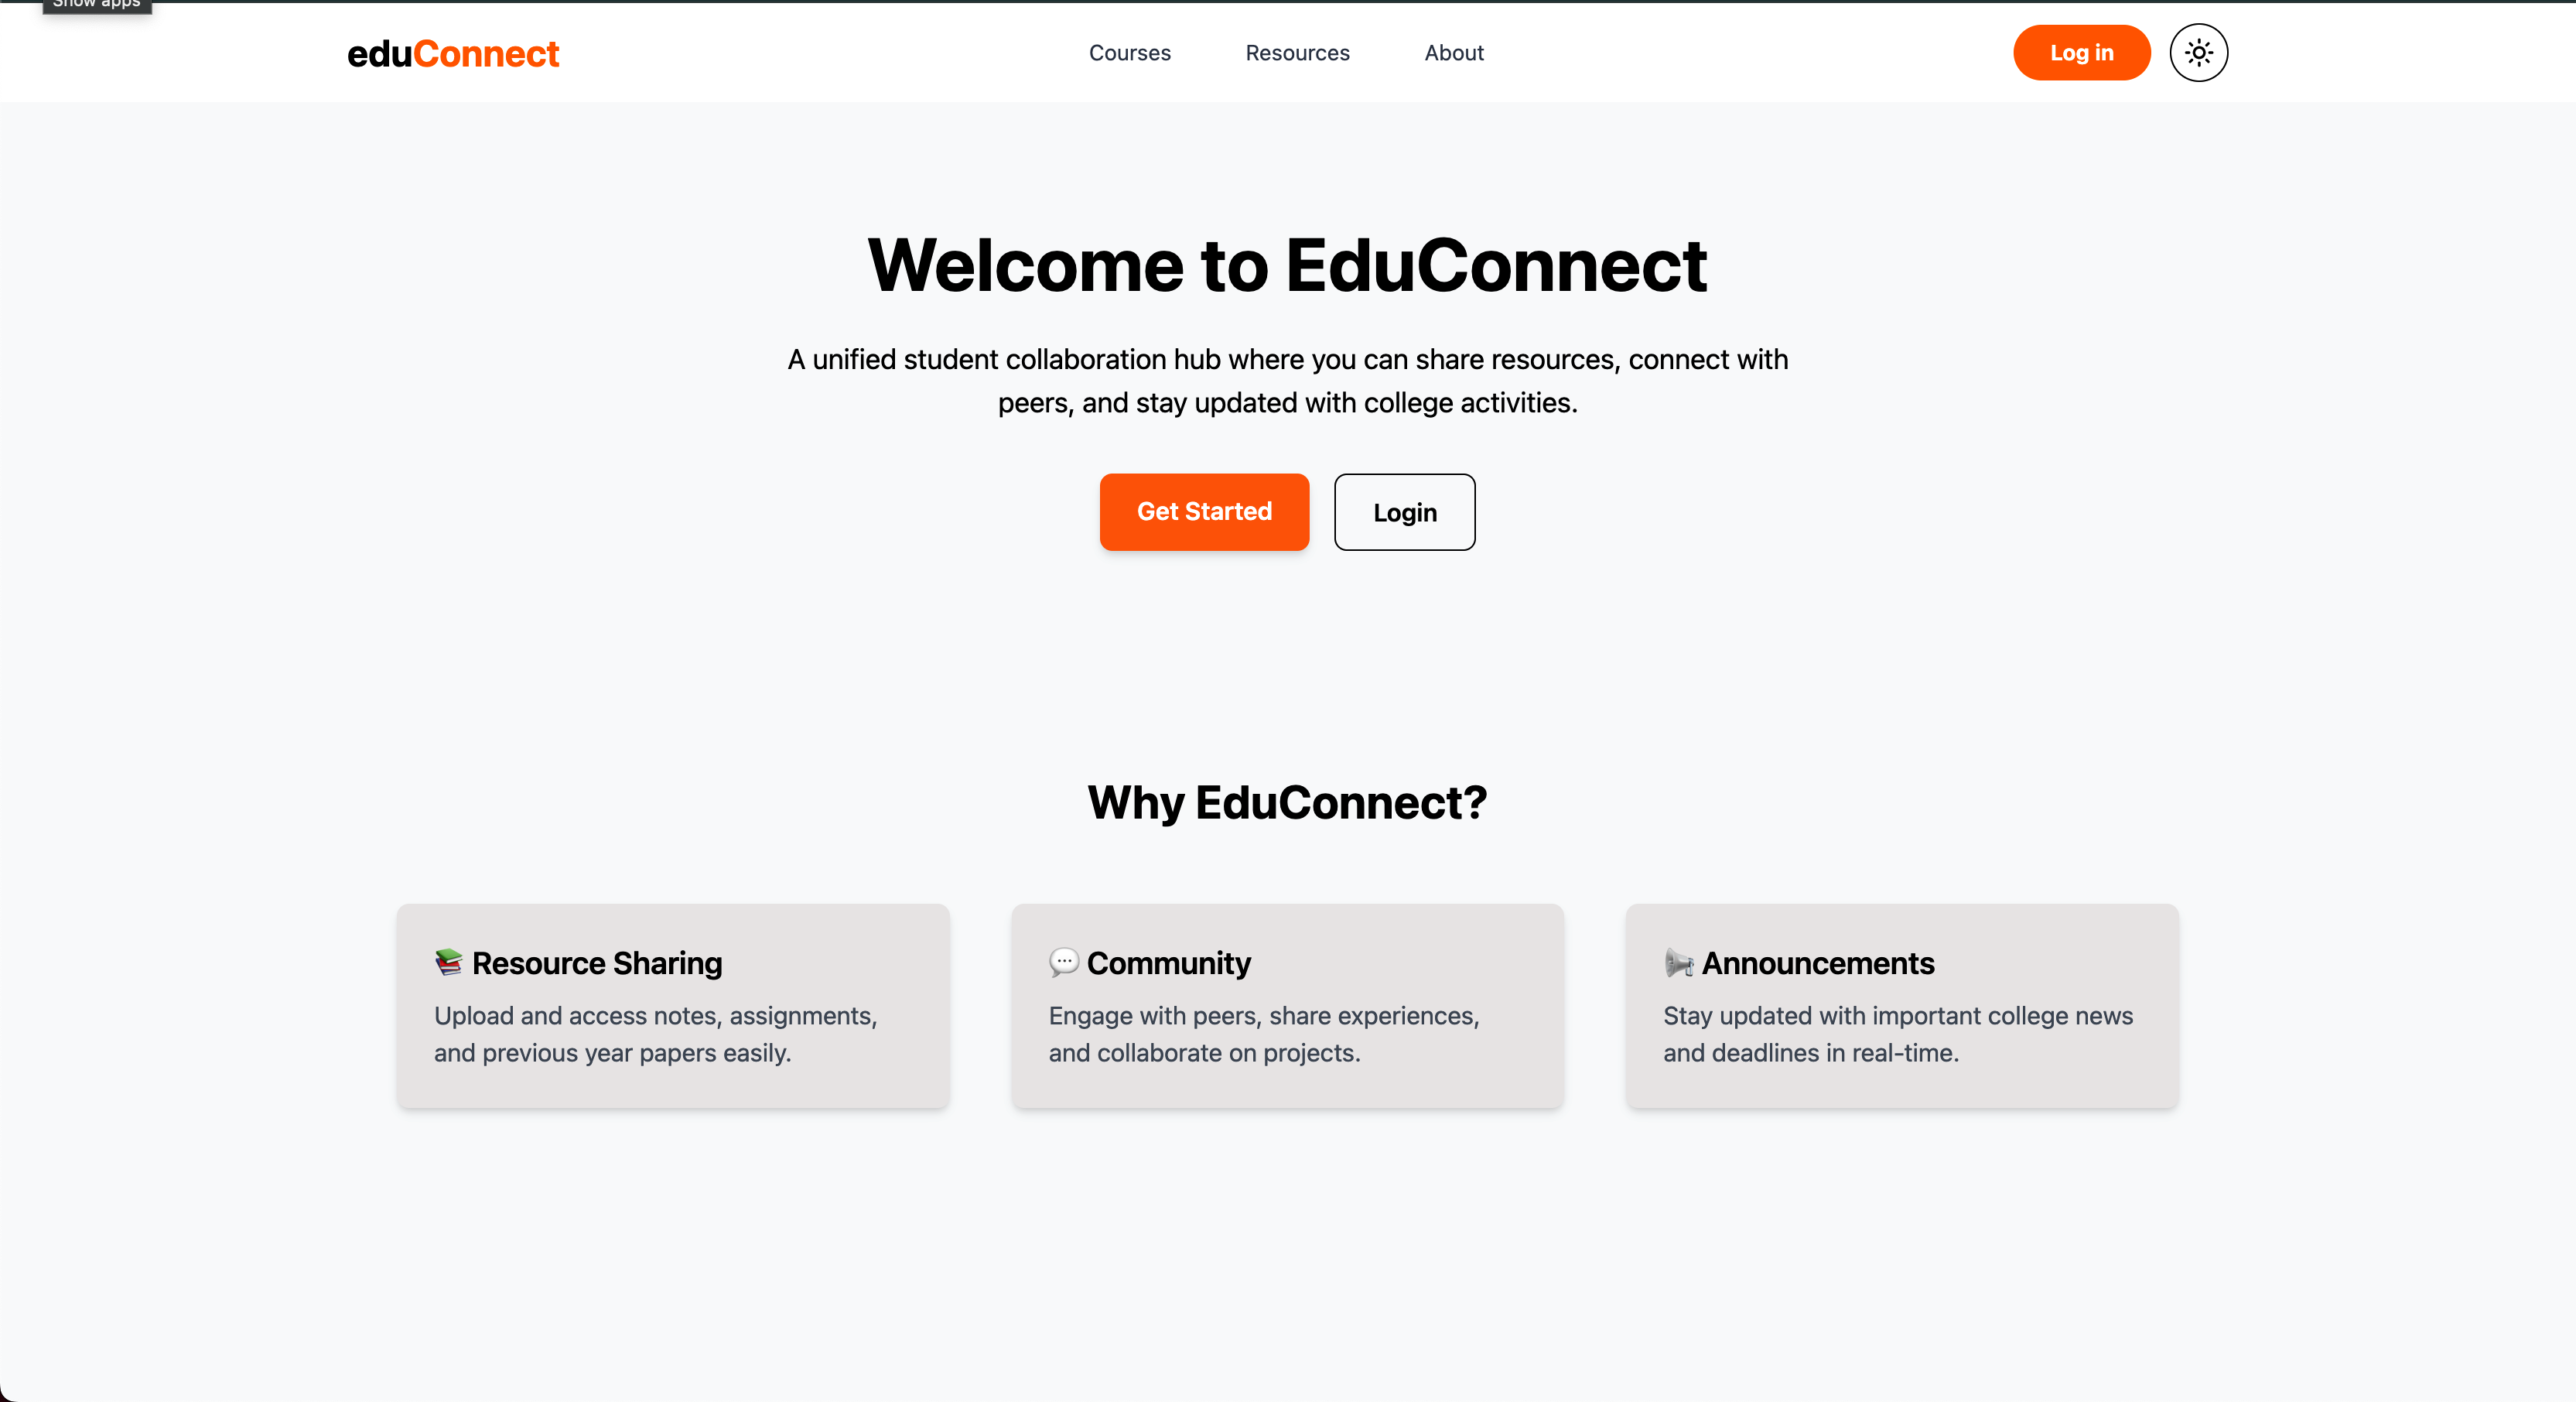 Show apps
eduConnect
Courses
Resources
About
Log in
Welcome to EduConnect
A unified student collaboration hub where you can share resources, connect with
peers, and stay updated with college activities.
Get Started
Login
Why EduConnect?
📚 Resource Sharing
Upload and access notes, assignments,
and previous year papers easily.
💬 Community
Engage with peers, share experiences,
and collaborate on projects.
📢 Announcements
Stay updated with important college news
and deadlines in real-time.